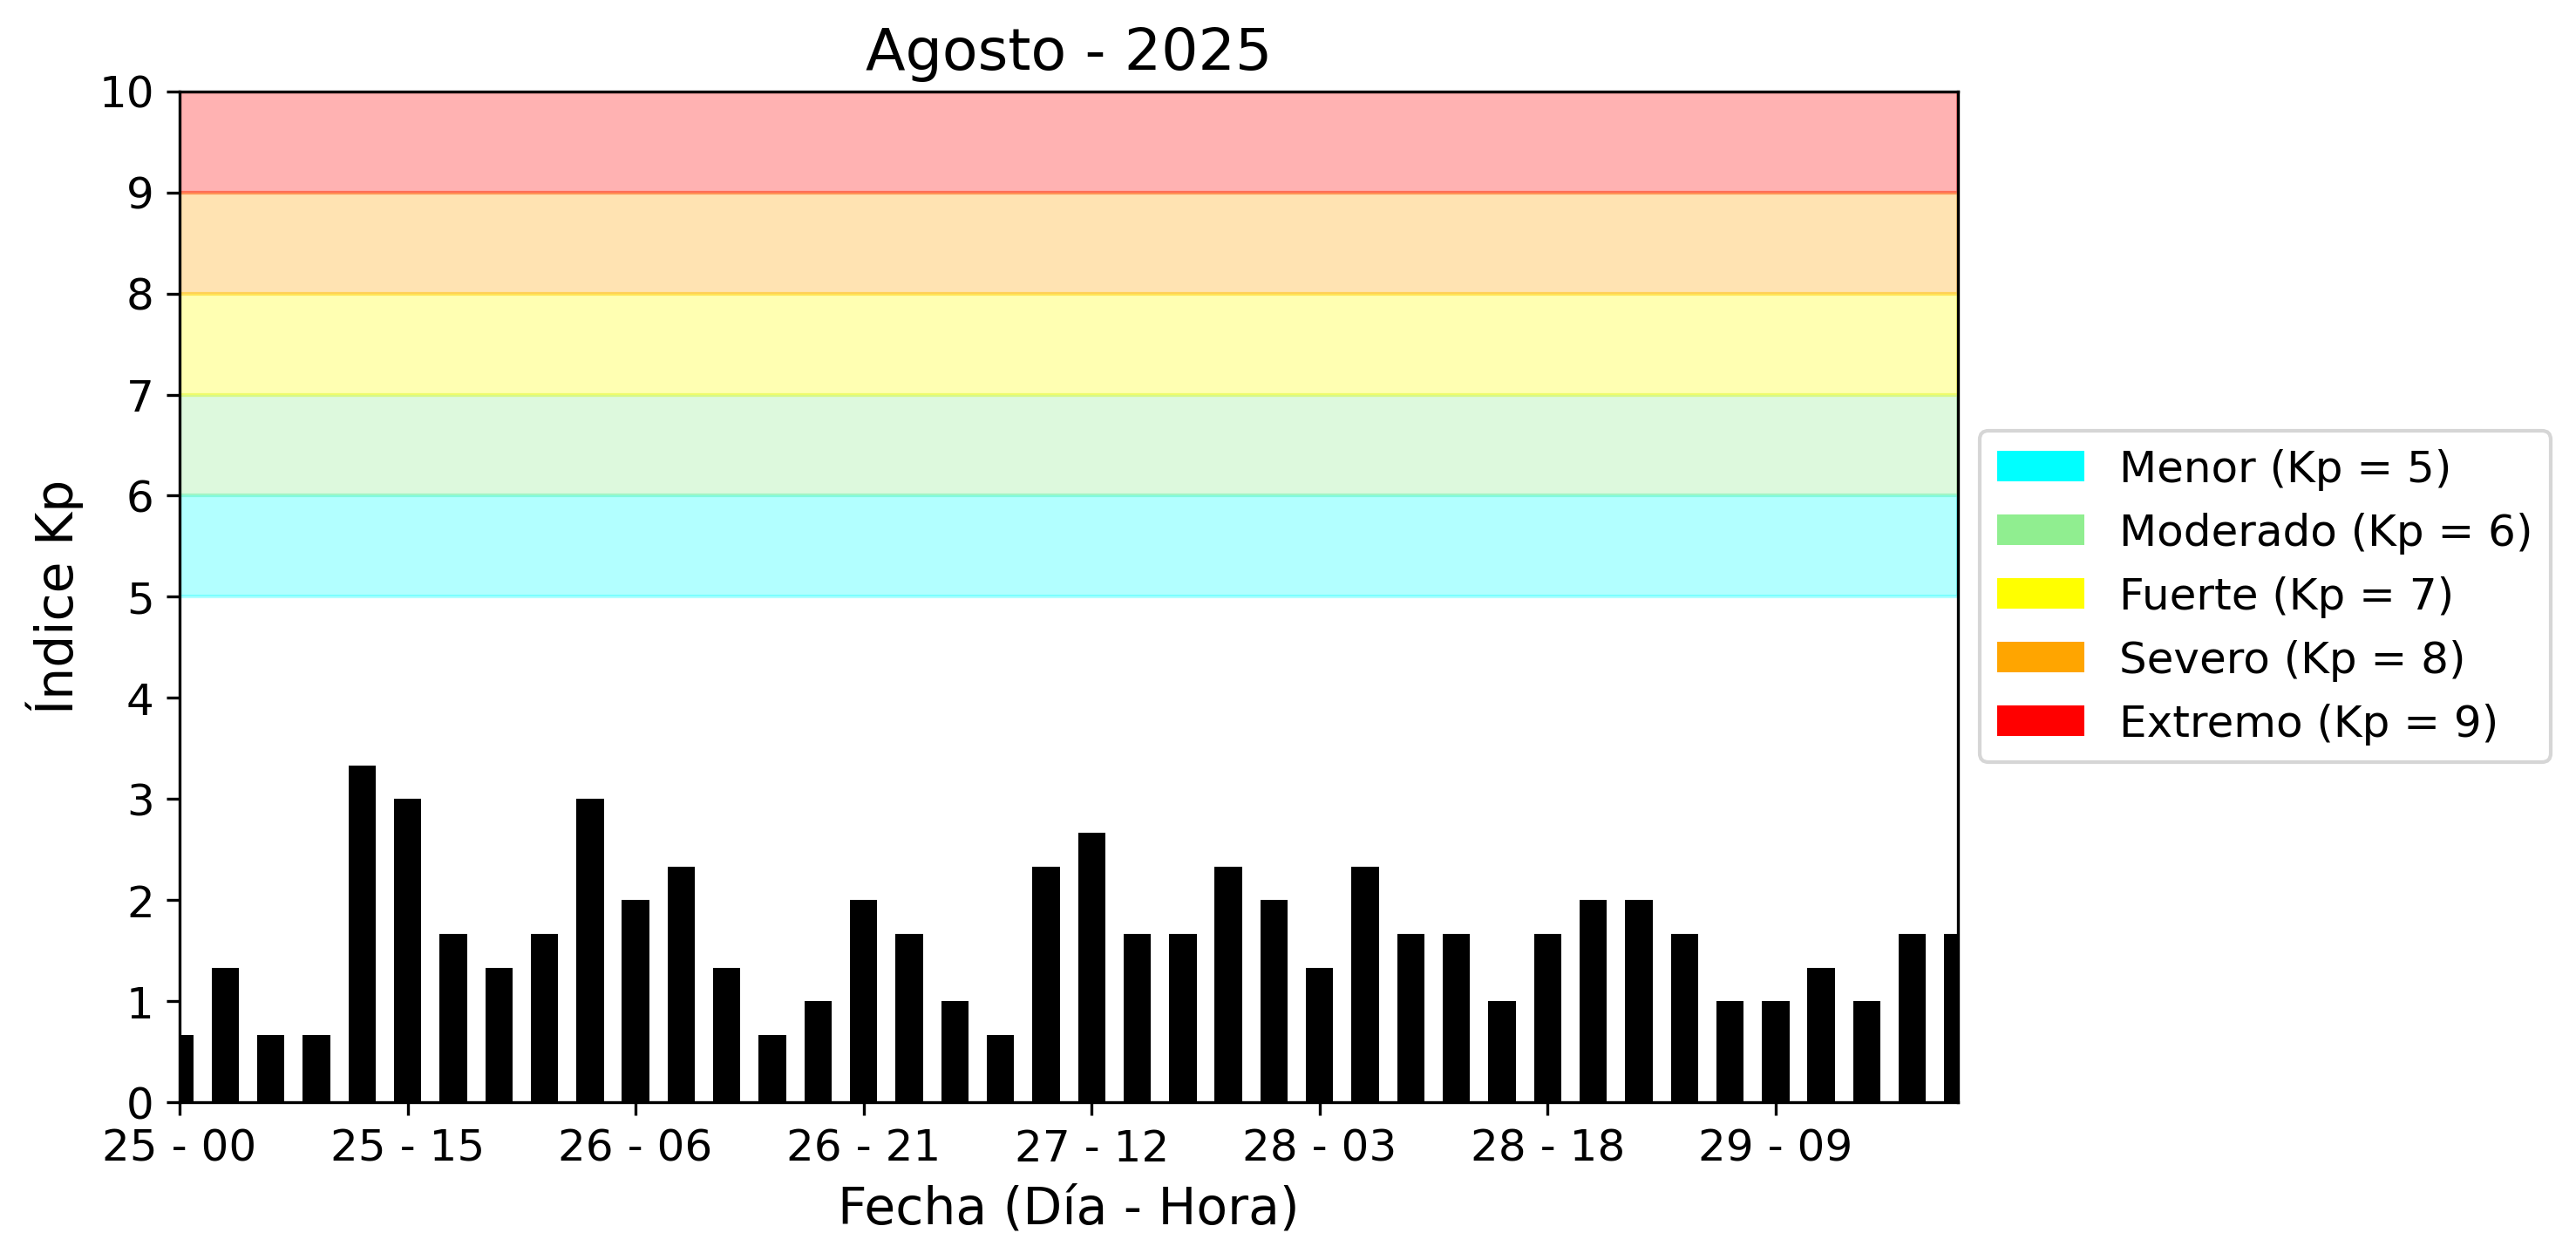 Agosto - 2025
10
9
8
7
6
5
4
3
2
1
0
Índice Kp
25 - 00
25 - 15
26 - 06
26 - 21
27 - 12
28 - 03
28 - 18
29 - 09
Fecha (Día - Hora)
Menor (Kp = 5)
Moderado (Kp = 6)
Fuerte (Kp = 7)
Severo (Kp = 8)
Extremo (Kp = 9)